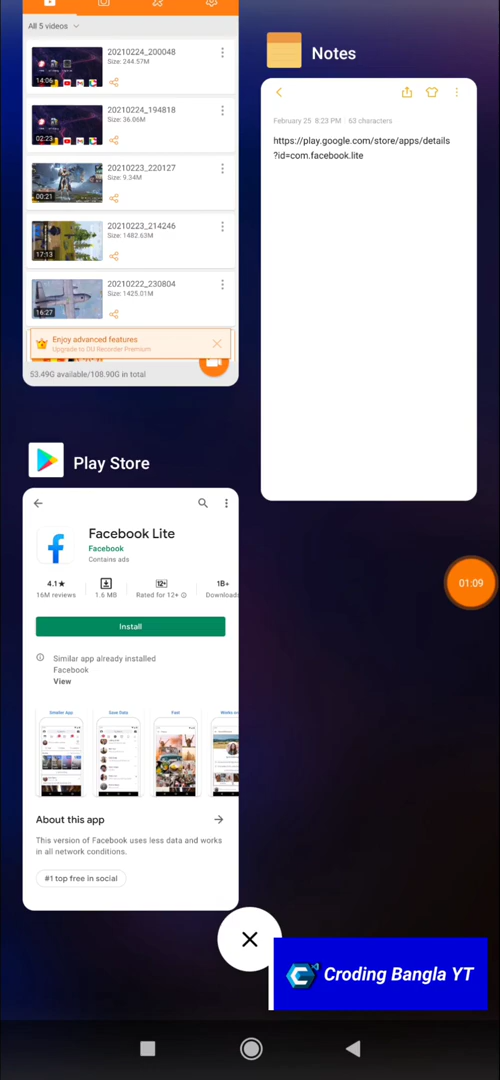 All 5 videos
20210224_200048
Size: 244.57M
14:06
20210224_194818
Size: 36.06M
02:23
20210223_220127
Size: 9.34M
00:21
20210223_214246
Size: 1482.63M
17:13
20210222_230804
Size: 1425.01M
16:27
Enjoy advanced features
Upgrade to DU Recorder Premium
53.49G available/108.90G in total
Notes
February 25 8:23 PM 63 characters
https://play.google.com/store/apps/details
?id=com.facebook.lite
Play Store
Facebook Lite
Facebook
Contains ads
4.1★
16M reviews
1.6 MB
12+
Rated for 12+
1B+
Downloads
Install
Similar app already installed
Facebook
View
Smaller App
Save Data
Fast
Works on
About this app
This version of Facebook uses less data and works
in all network conditions.
#1 top free in social
01:09
Croding Bangla YT